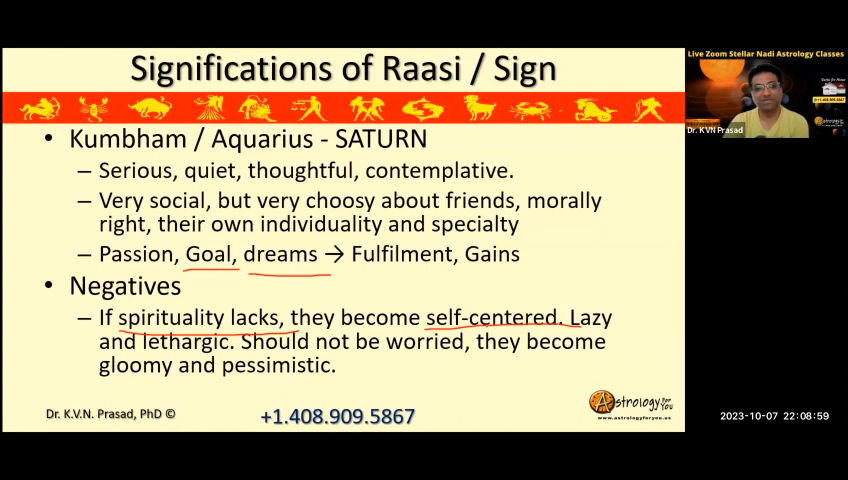 Significations of Raasi / Sign
• Kumbham / Aquarius - SATURN
– Serious, quiet, thoughtful, contemplative.
– Very social, but very choosy about friends, morally
right, their own individuality and specialty
– Passion, Goal, dreams → Fulfilment, Gains
• Negatives
– If spirituality lacks, they become self-centered. Lazy
and lethargic. Should not be worried, they become
gloomy and pessimistic.
Dr. K.V.N. Prasad, PhD ©
+1.408.909.5867
Astrology For You
www.astrologyforyou.us
Live Zoom Stellar Nadi Astrology Classes
Dr. K.VN Prasad
2023-10-07 22:08:59